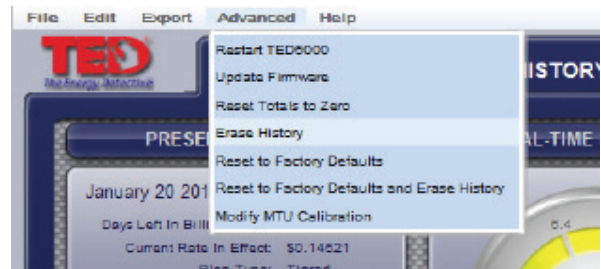 File Edit Export Advanced Help
TED
The Energy Detective
Restart TED5000
Update Firmware
Reset Totals to Zero
Erase History
Reset to Factory Defaults
Reset to Factory Defaults and Erase History
Modify MTU Calibration
ISTORY
PRESE
AL-TIME
January 20 201
Days Left In Billi
Current Rate In Effect: $0.14621
Plan Type: Tiered
6.4